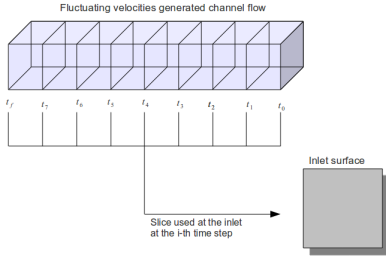 Fluctuating velocities generated channel flow
t_f t_7 t_6 t_5 t_4 t_3 t_2 t_1 t_0
Inlet surface
Slice used at the inlet
at the i-th time step